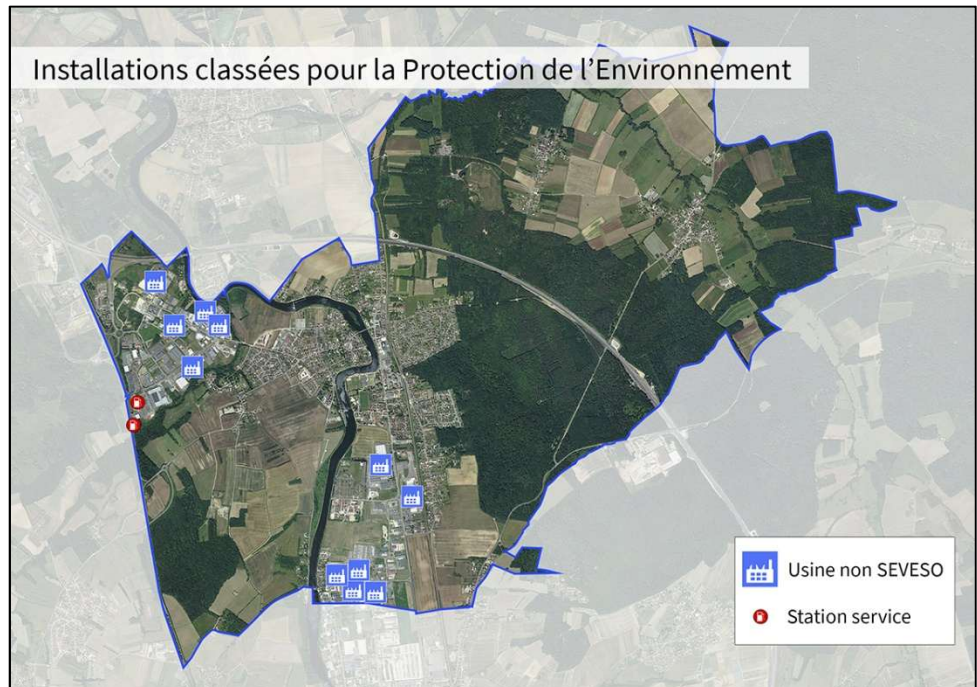 Installations classées pour la Protection de l'Environnement
Usine non SEVESO
Station service